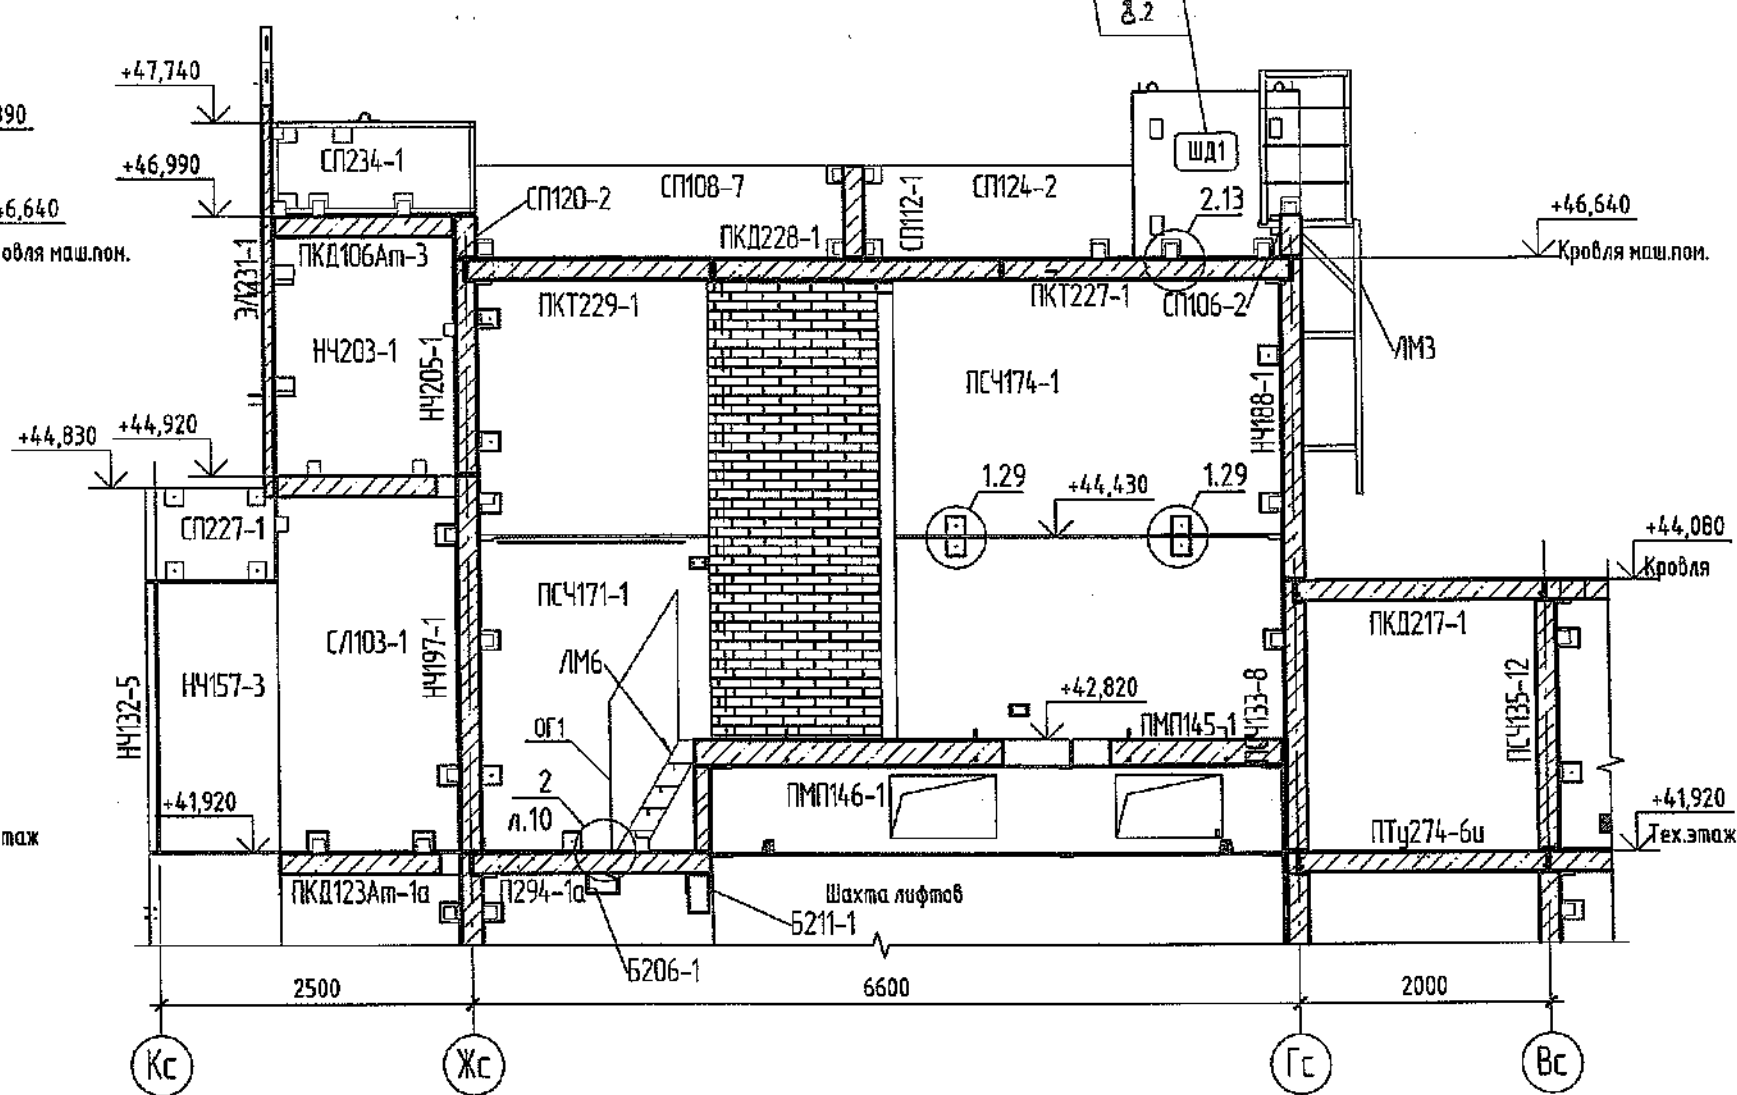 д.2
+47,740
890
СП234-1
ШД1
+46,990
46,640
СП120-2
СП108-7
СП112-1
СП124-2
2.13
+46,640
овля маш.пом.
ЭЛ231-1
ПКД106Ат-3
ПКД228-1
Кровля маш.пом.
ПКТ229-1
ПКТ227-1
СП106-2
НЧ203-1
НЧ205-1
ЛМ3
ПСЧ174-1
НЧ188-1
+44,830
+44,920
1.29
+44,430
1.29
СП227-1
+44,080
Кровля
ПСЧ171-1
СЛ103-1
НЧ197-1
ПКД217-1
ЛМ6
НЧ132-5
НЧ157-3
+42,820
ПСЧ133-8
ПСЧ135-12
ОГ1
ПМП145-1
2
л.10
ПМП146-1
+41,920
+41,920
таж
ПТу274-6и
Тех.этаж
ПКД123Ат-1а
П294-1а
Шахта лифтов
Б211-1
Б206-1
2500
6600
2000
Кс
Жс
Гс
Вс